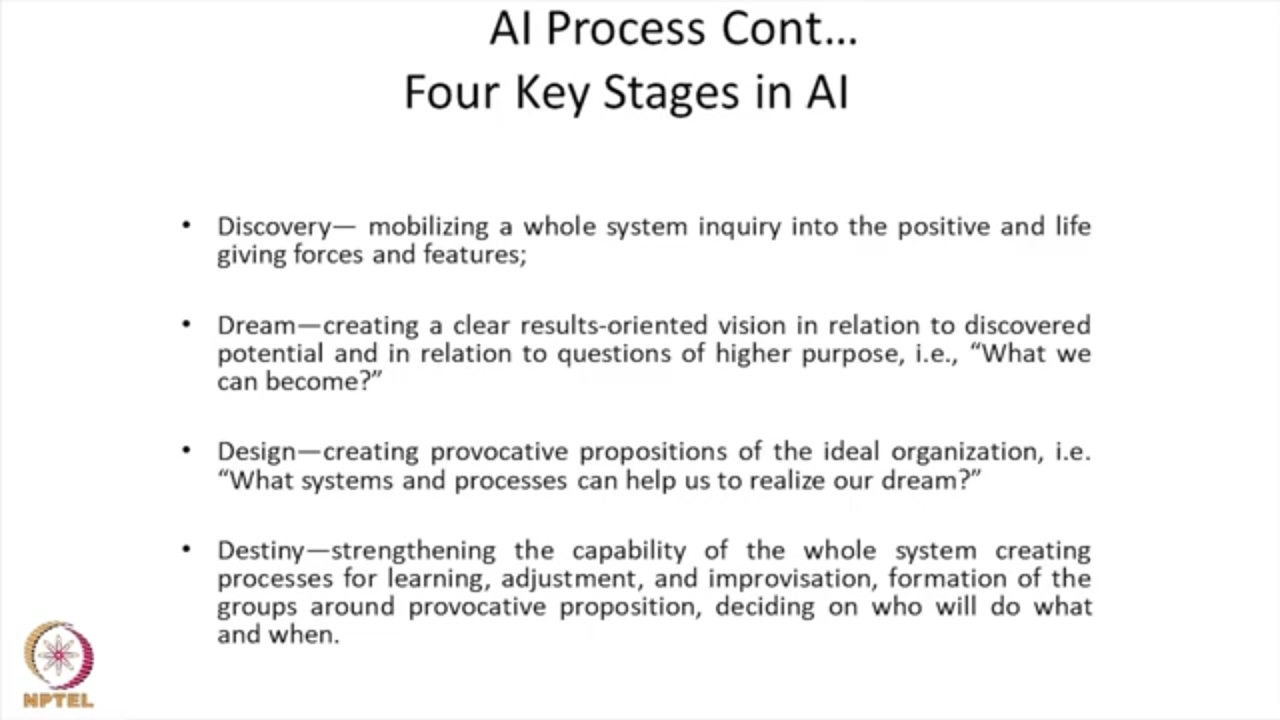 AI Process Cont...
Four Key Stages in AI
• Discovery— mobilizing a whole system inquiry into the positive and life
giving forces and features;
• Dream—creating a clear results-oriented vision in relation to discovered
potential and in relation to questions of higher purpose, i.e., “What we
can become?”
• Design—creating provocative propositions of the ideal organization, i.e.
“What systems and processes can help us to realize our dream?”
• Destiny—strengthening the capability of the whole system creating
processes for learning, adjustment, and improvisation, formation of the
groups around provocative proposition, deciding on who will do what
and when.
NPTEL